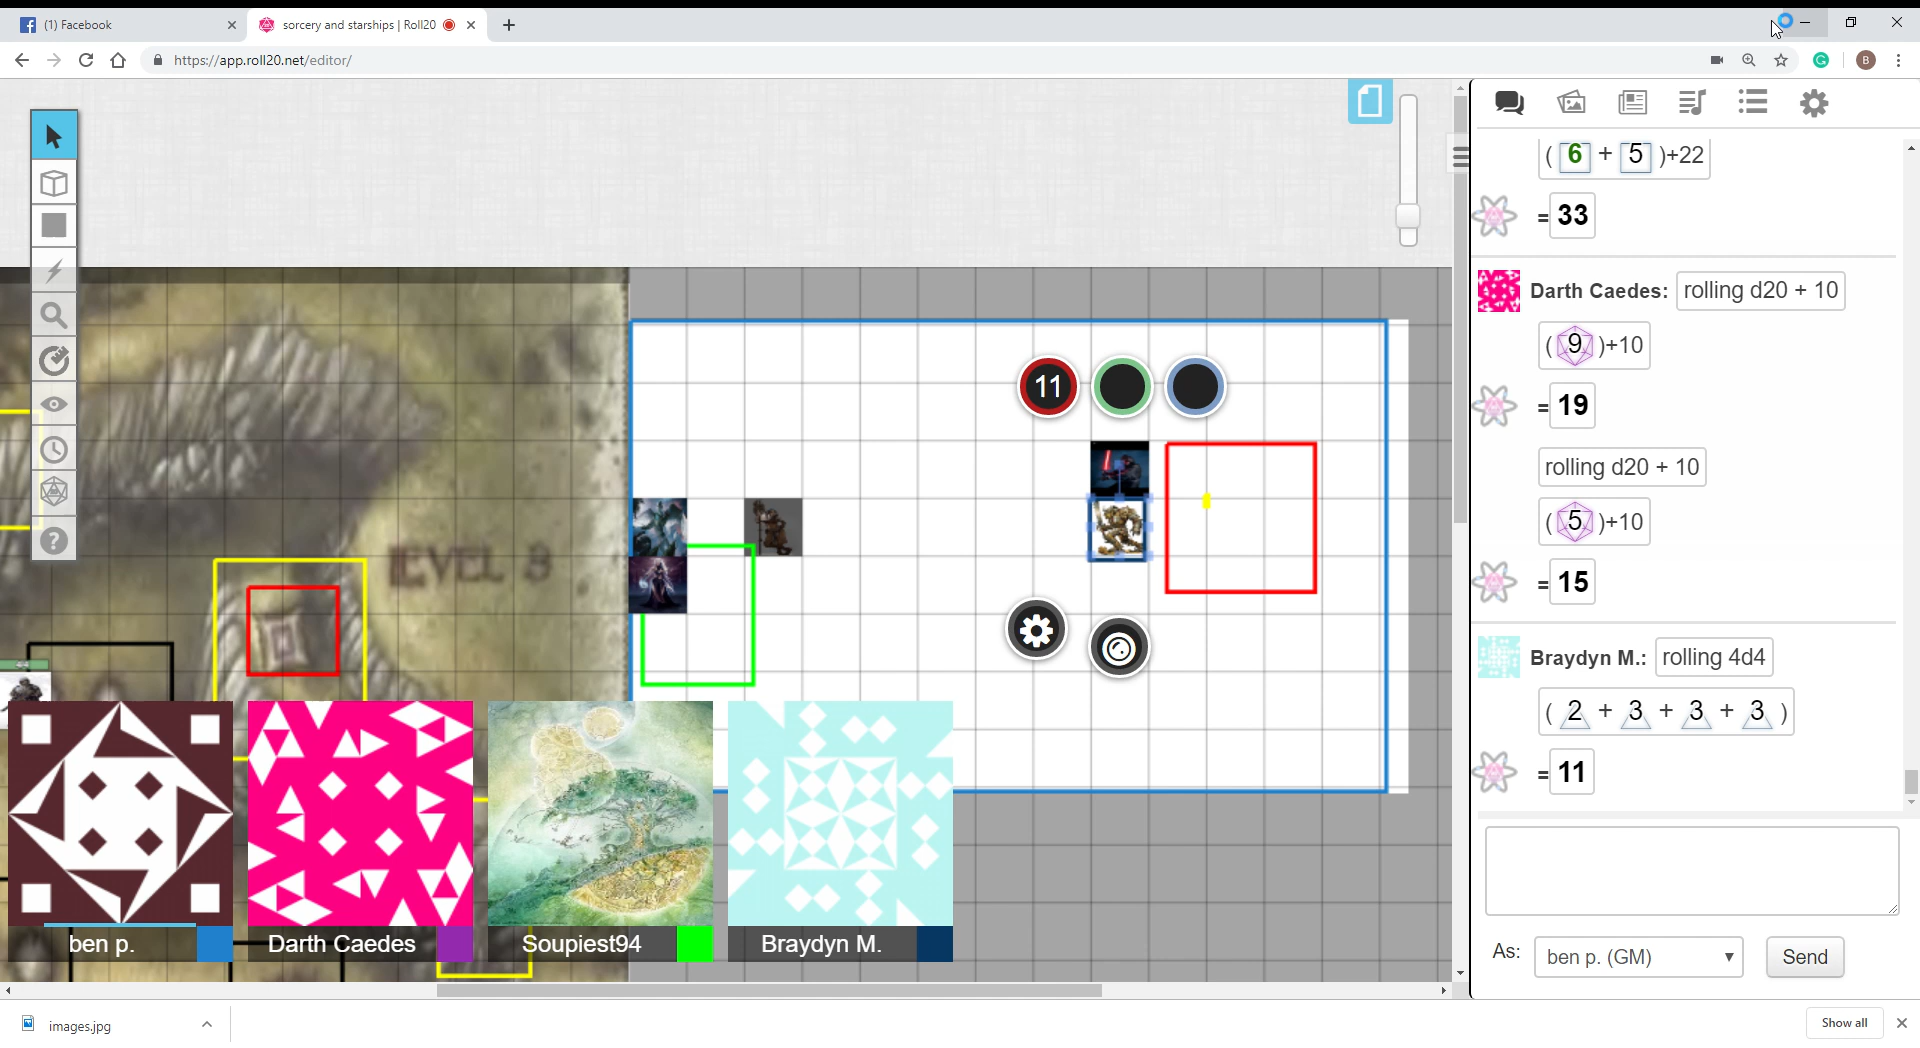 (1) Facebook
sorcery and starships | Roll20
https://app.roll20.net/editor/
B
( 6 + 5 )+22
= 33
Darth Caedes: rolling d20 + 10
( 9 )+10
= 19
rolling d20 + 10
( 5 )+10
= 15
Braydyn M.: rolling 4d4
( 2 + 3 + 3 + 3 )
= 11
11
LEVEL 8
?
ben p.
Darth Caedes
Soupiest94
Braydyn M.
As: ben p. (GM)
Send
images.jpg
Show all